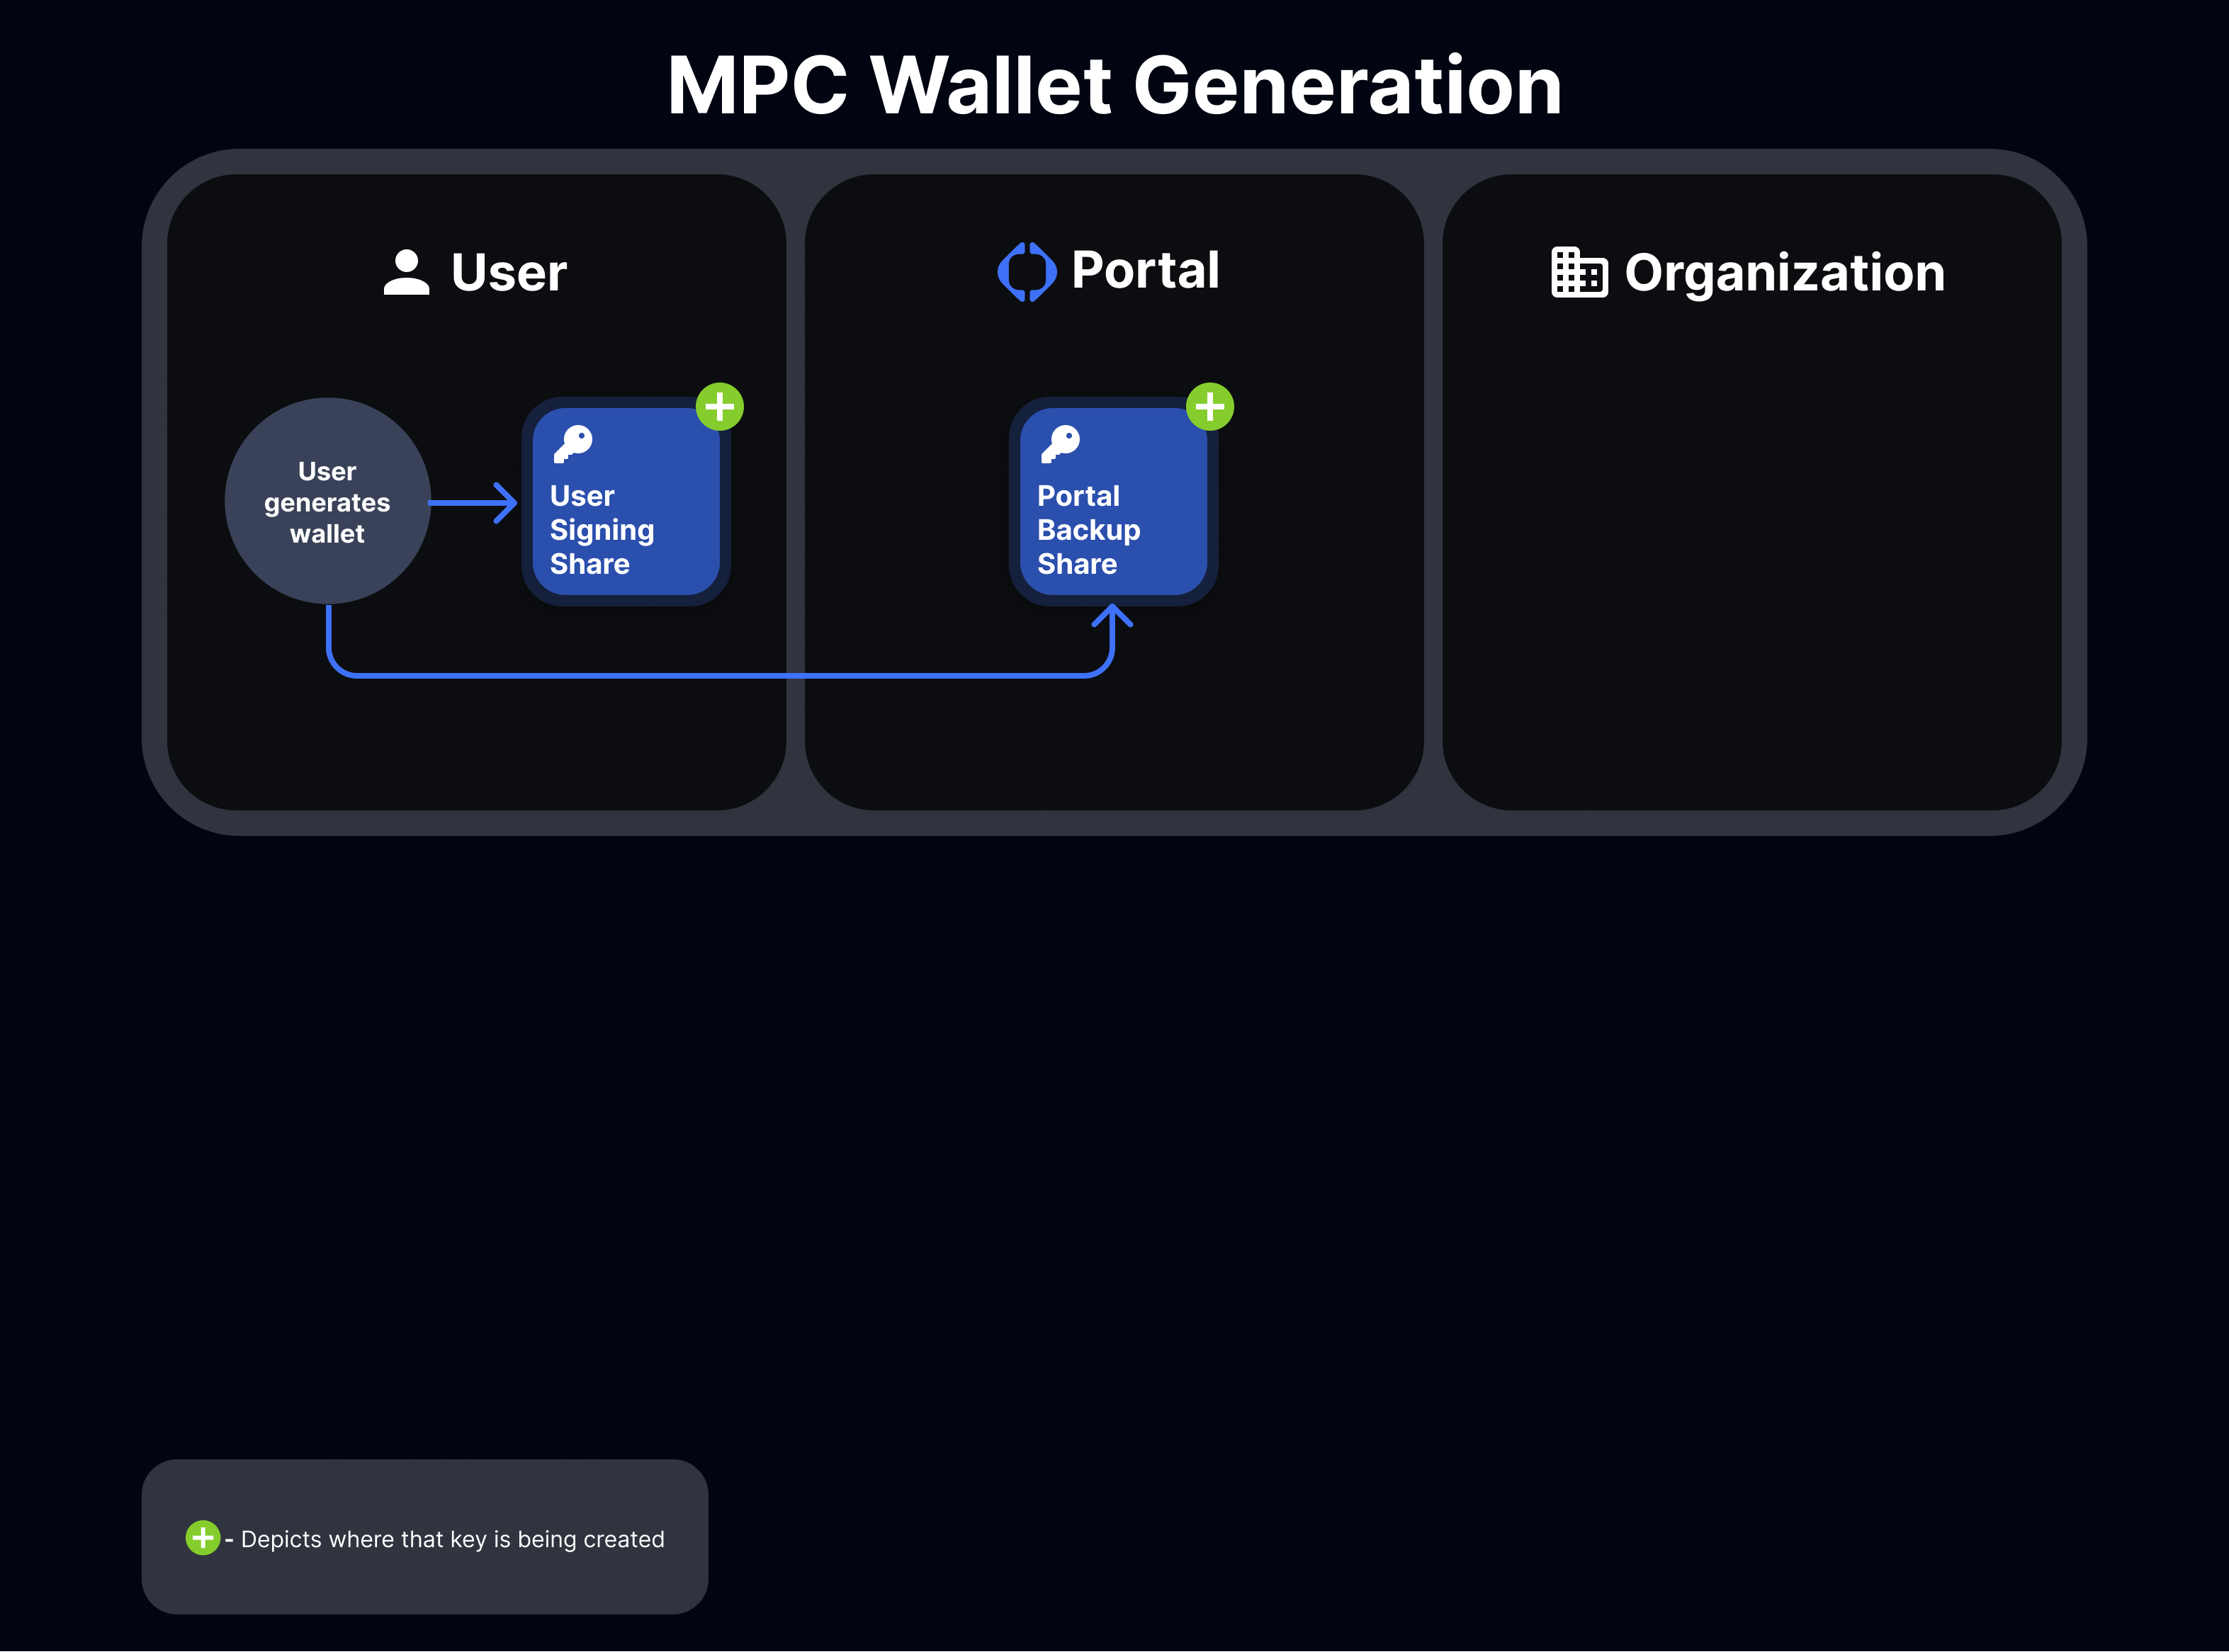 MPC Wallet Generation
User
Portal
Organization
User
generates
wallet
User
Signing
Share
Portal
Backup
Share
- Depicts where that key is being created